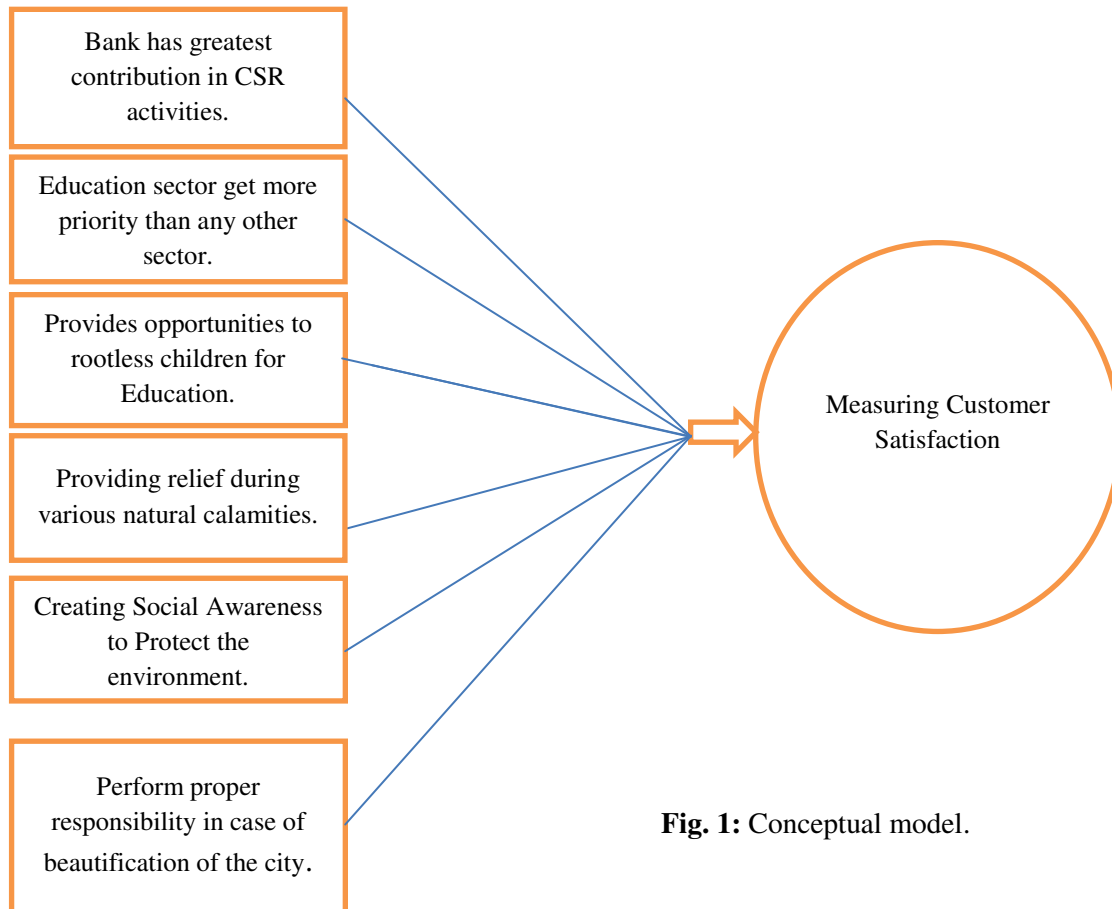 Bank has greatest
contribution in CSR
activities.
Education sector get more
priority than any other
sector.
Provides opportunities to
rootless children for
Education.
Providing relief during
various natural calamities.
Creating Social Awareness
to Protect the
environment.
Perform proper
responsibility in case of
beautification of the city.
Measuring Customer
Satisfaction
Fig. 1: Conceptual model.